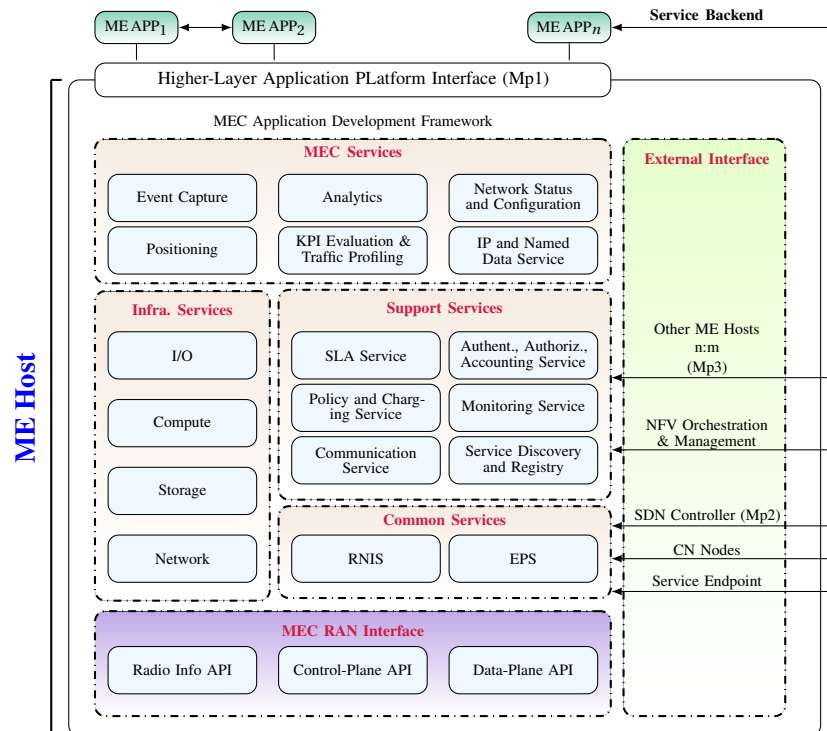 ME APP1
ME APP2
ME APPn
Service Backend
Higher-Layer Application PLatform Interface (Mp1)
ME Host
MEC Application Development Framework
MEC Services
Event Capture
Analytics
Network Status
and Configuration
Positioning
KPI Evaluation &
Traffic Profiling
IP and Named
Data Service
External Interface
Infra. Services
I/O
Compute
Storage
Network
Support Services
SLA Service
Authent., Authoriz.,
Accounting Service
Policy and Charg-
ing Service
Monitoring Service
Communication
Service
Service Discovery
and Registry
Other ME Hosts
n:m
(Mp3)
NFV Orchestration
& Management
Common Services
RNIS
EPS
SDN Controller (Mp2)
CN Nodes
Service Endpoint
MEC RAN Interface
Radio Info API
Control-Plane API
Data-Plane API